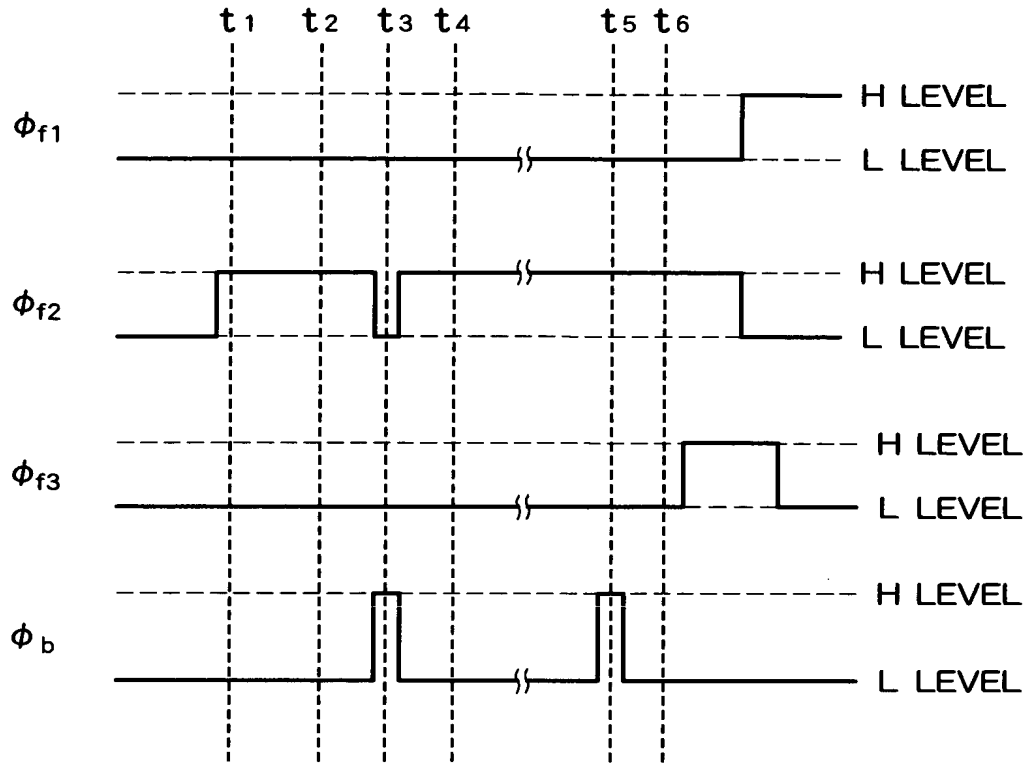 t1 t2 t3 t4 t5 t6
ϕf1 H LEVEL
L LEVEL
ϕf2 H LEVEL
L LEVEL
ϕf3 H LEVEL
L LEVEL
ϕb H LEVEL
L LEVEL